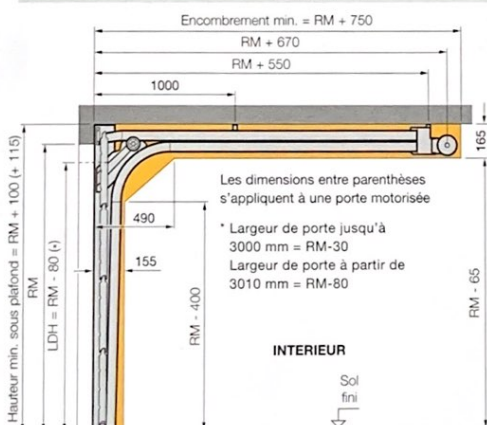 Encombrement min. = RM + 750
RM + 670
RM + 550
1000
165
Les dimensions entre parenthèses
s'appliquent à une porte motorisée
490
* Largeur de porte jusqu'à
3000 mm = RM-30
Largeur de porte à partir de
3010 mm = RM-80
155
Hauteur min. sous plafond = RM + 100 (+ 115)
RM
LDH = RM - 80 (*)
RM - 400
RM - 65
INTERIEUR
Sol
fini